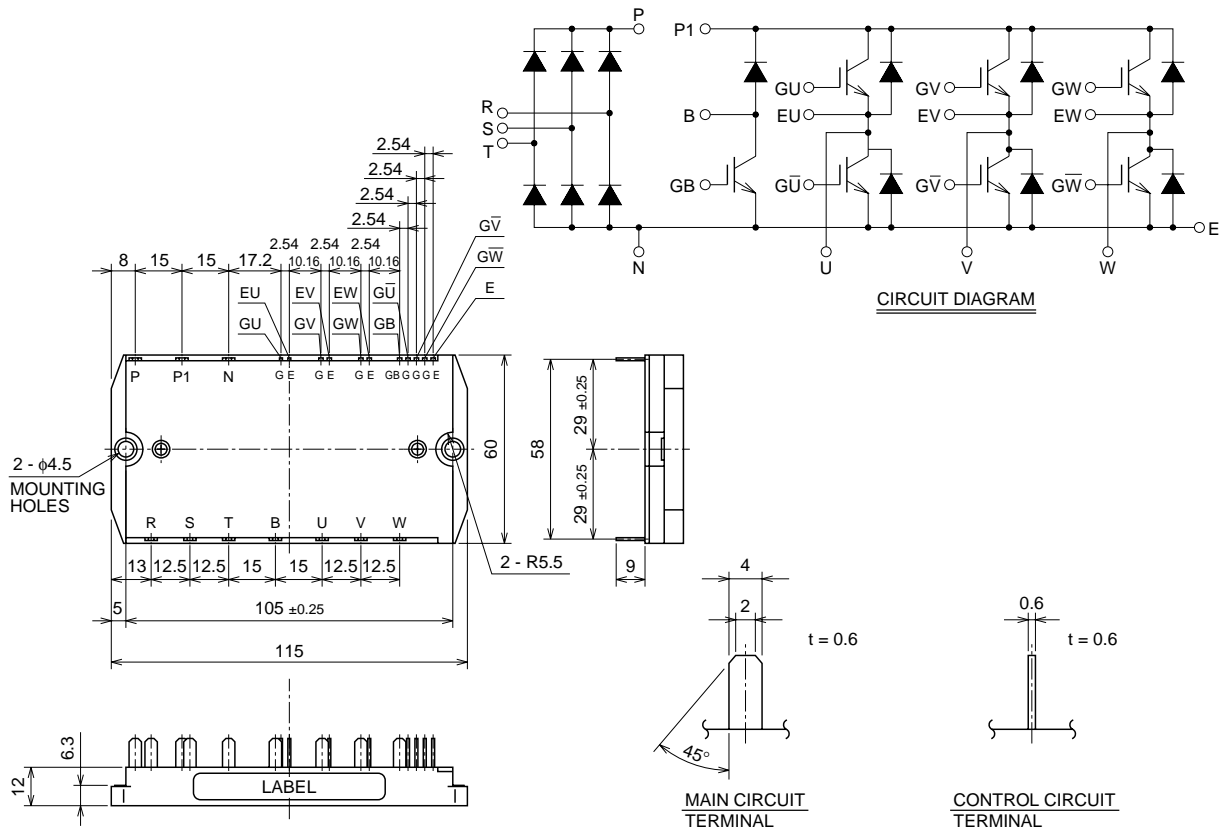 P
P1
R
S
T
B
GB
GU
EU
GU̅
GV
EV
GV̅
GW
EW
GW̅
E
N
U
V
W
CIRCUIT DIAGRAM
2.54
2.54
2.54
2.54
8
15
15
17.2
2.54
10.16
2.54
10.16
2.54
10.16
GV̅
GW̅
EU
EV
EW
GU̅
E
GU
GV
GW
GB
P
P1
N
G E
G E
G E
GB G G G E
2 - ϕ4.5
MOUNTING
HOLES
60
R
S
T
B
U
V
W
2 - R5.5
13
12.5
12.5
15
15
12.5
12.5
5
105 ±0.25
115
58
29 ±0.25
29 ±0.25
9
6.3
12
LABEL
4
2
t = 0.6
45°
MAIN CIRCUIT
TERMINAL
0.6
t = 0.6
CONTROL CIRCUIT
TERMINAL